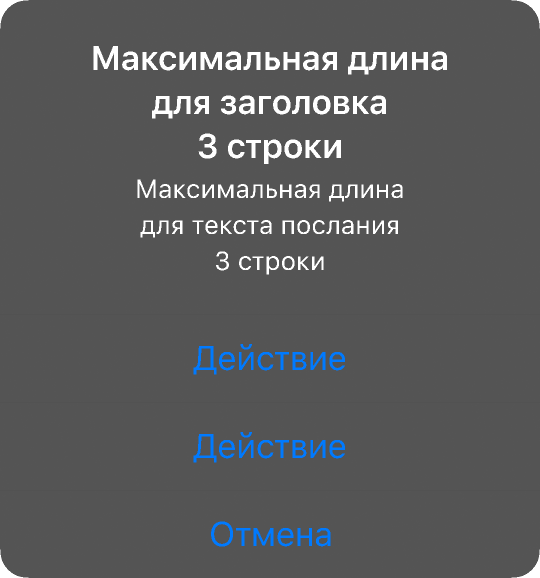 Максимальная длина
для заголовка
3 строки
Максимальная длина
для текста послания
3 строки
Действие
Действие
Отмена